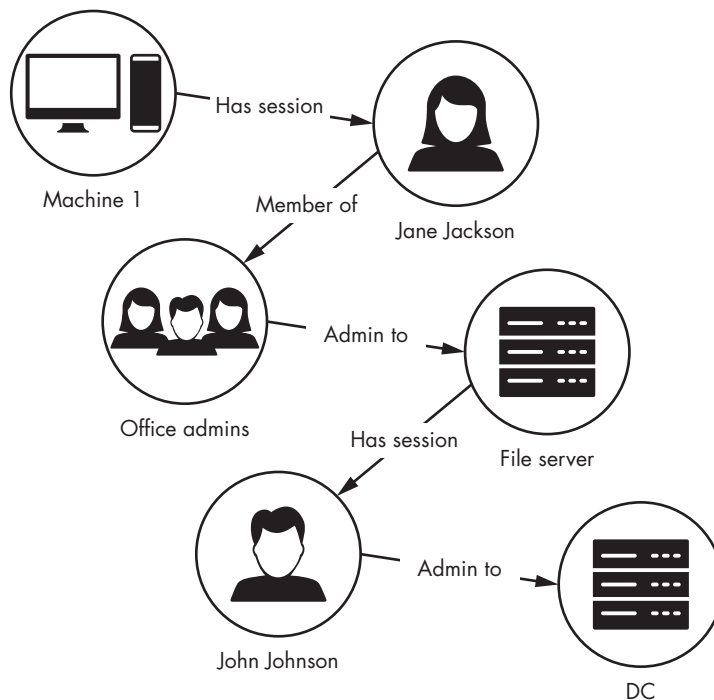 Has session
Machine 1
Member of
Jane Jackson
Admin to
Office admins
Has session
File server
Admin to
John Johnson
DC